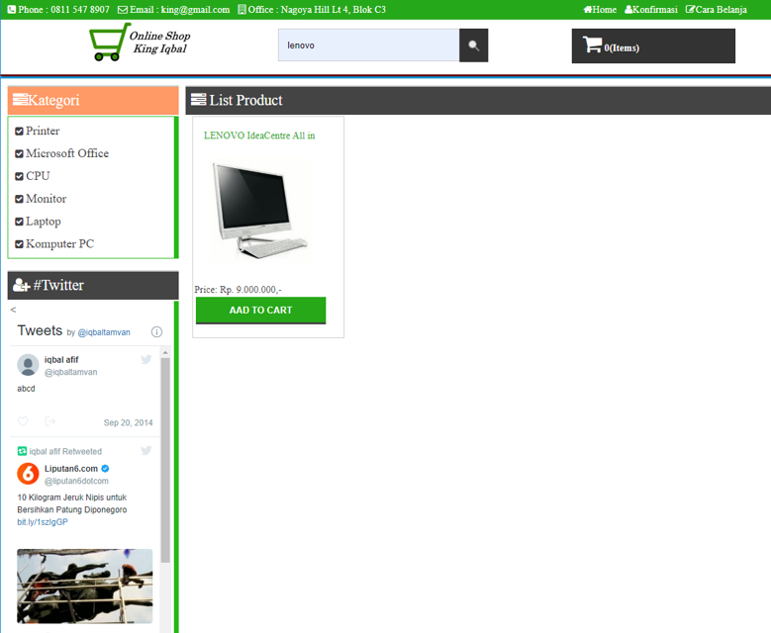 Phone : 0811 547 8907 Email : king@gmail.com Office : Nagoya Hill Lt 4, Blok C3 Home Konfirmasi Cara Belanja
Online Shop
King Iqbal
lenovo
0(Items)
Kategori
Printer
Microsoft Office
CPU
Monitor
Laptop
Komputer PC
#Twitter
<
Tweets by @iqbaltamvan
iqbal afif
@iqbaltamvan
abcd
Sep 20, 2014
iqbal afif Retweeted
Liputan6.com
@liputan6dotcom
10 Kilogram Jeruk Nipis untuk
Bersihkan Patung Diponegoro
bit.ly/1szlgGP
List Product
LENOVO IdeaCentre All in
Price: Rp. 9.000.000,-
AAD TO CART